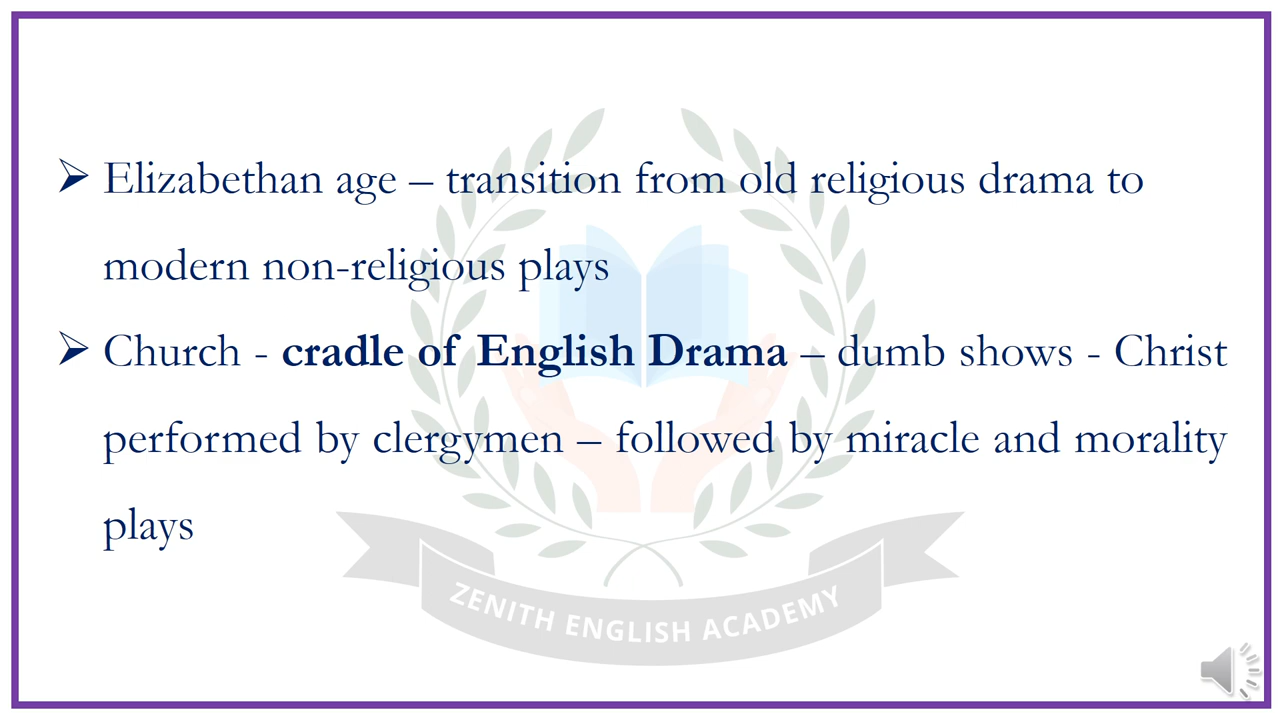 ➢ Elizabethan age – transition from old religious drama to
modern non-religious plays
➢ Church - cradle of English Drama – dumb shows - Christ
performed by clergymen – followed by miracle and morality
plays
ZENITH ENGLISH ACADEMY